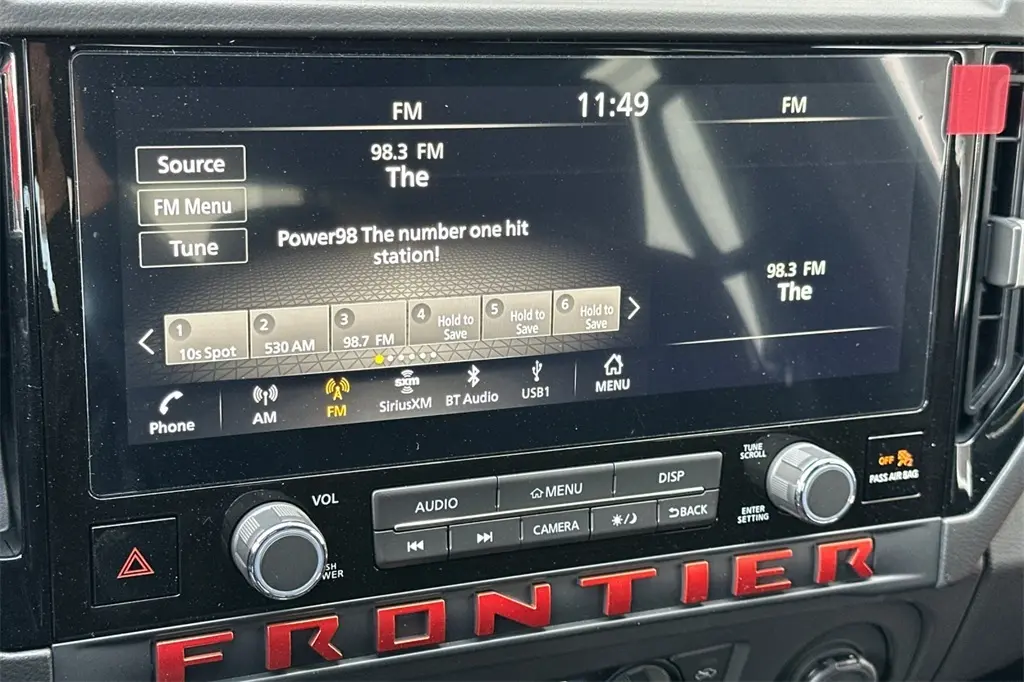 FM
11:49
FM
98.3 FM
The
Source
FM Menu
Tune
Power98 The number one hit
station!
98.3 FM
The
1
10s Spot
2
530 AM
3
98.7 FM
4
Hold to
Save
5
Hold to
Save
6
Hold to
Save
Phone
AM
FM
sxm
SiriusXM
BT Audio
USB1
MENU
VOL
AUDIO
MENU
DISP
CAMERA
BACK
TUNE
SCROLL
ENTER
SETTING
OFF
PASS AIR BAG
FRONTIER